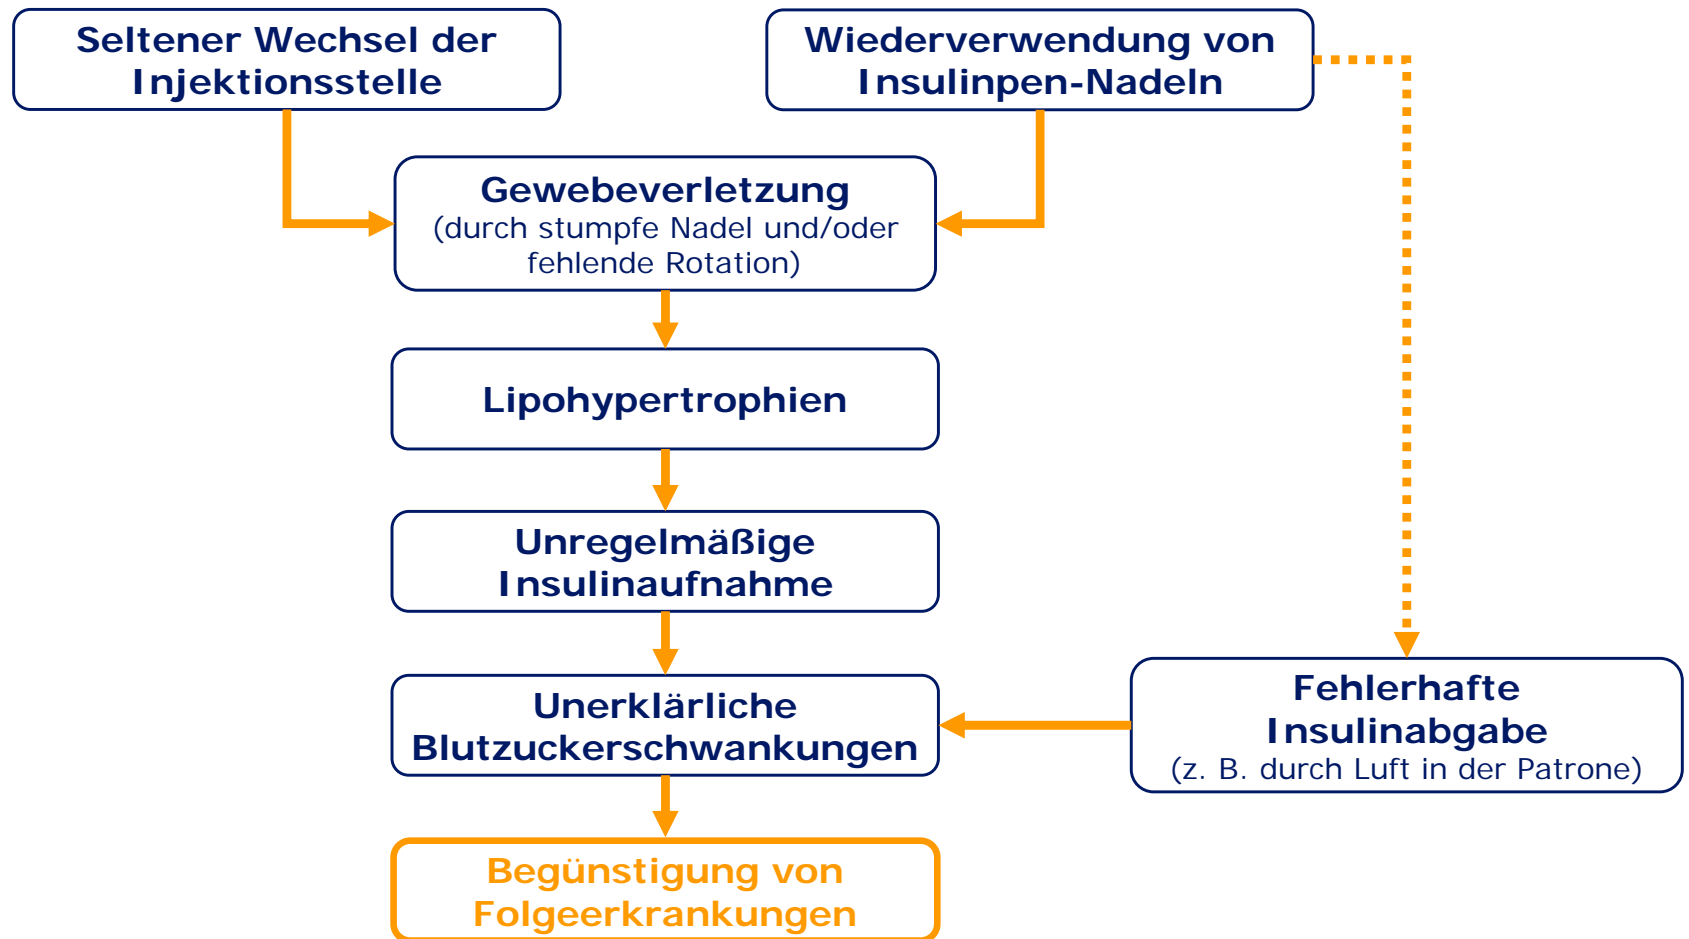 Seltener Wechsel der
Injektionsstelle
Wiederverwendung von
Insulinpen-Nadeln
Gewebeverletzung
(durch stumpfe Nadel und/oder
fehlende Rotation)
Lipohypertrophien
Unregelmäßige
Insulinaufnahme
Unerklärliche
Blutzuckerschwankungen
Fehlerhafte
Insulinabgabe
(z. B. durch Luft in der Patrone)
Begünstigung von
Folgeerkrankungen